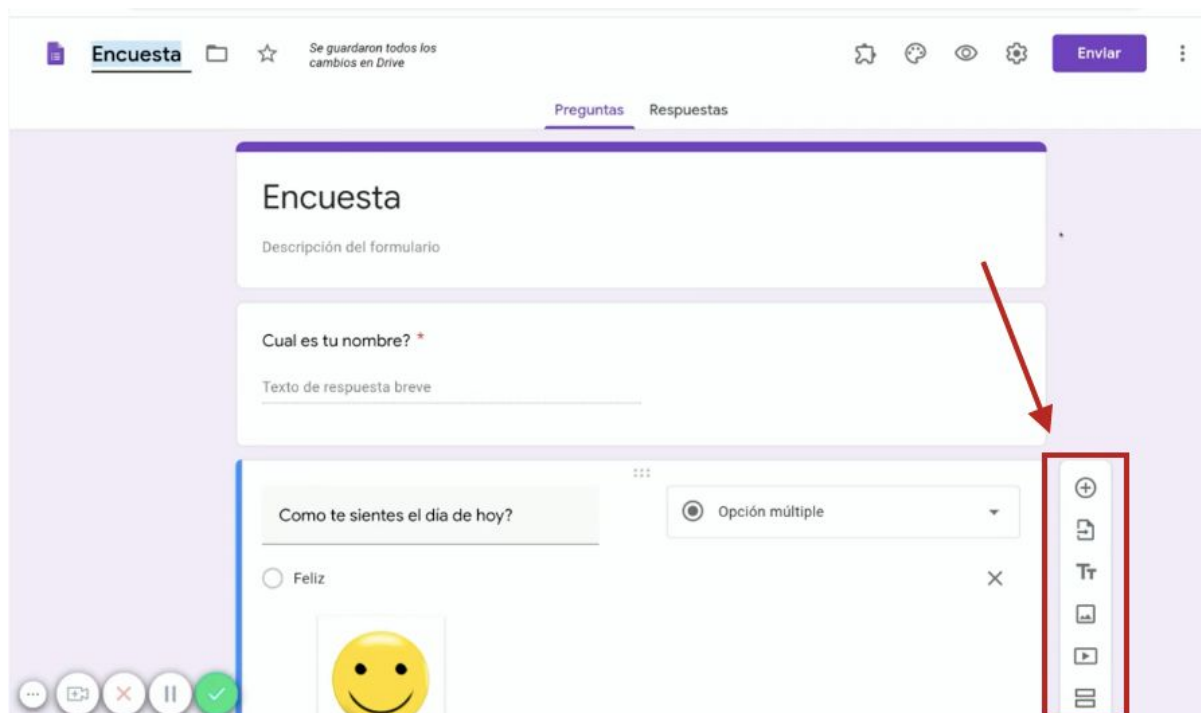 Encuesta
Se guardaron todos los
cambios en Drive
Enviar
Preguntas Respuestas
Encuesta
Descripción del formulario
Cual es tu nombre? *
Texto de respuesta breve
Como te sientes el día de hoy?
Opción múltiple
Feliz
Tт